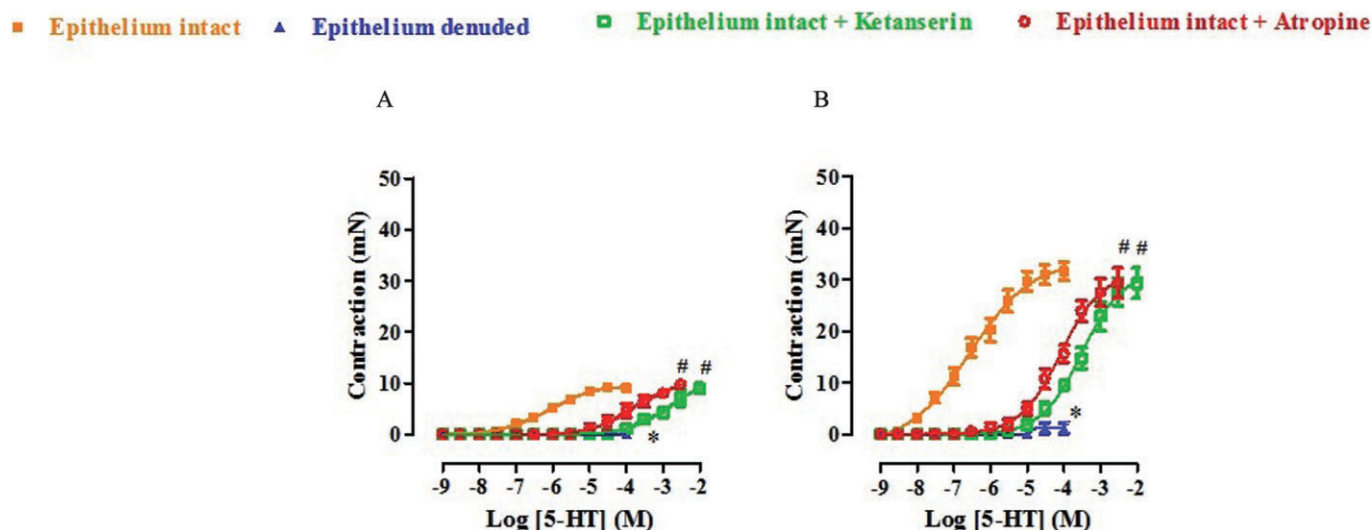 Epithelium intact Epithelium denuded Epithelium intact + Ketanserin Epithelium intact + Atropine
A B
50
40
30
20
10
0
Contraction (mN)
# #
*
-9 -8 -7 -6 -5 -4 -3 -2
Log [5-HT] (M)
50
40
30
20
10
0
Contraction (mN)
# #
*
-9 -8 -7 -6 -5 -4 -3 -2
Log [5-HT] (M)